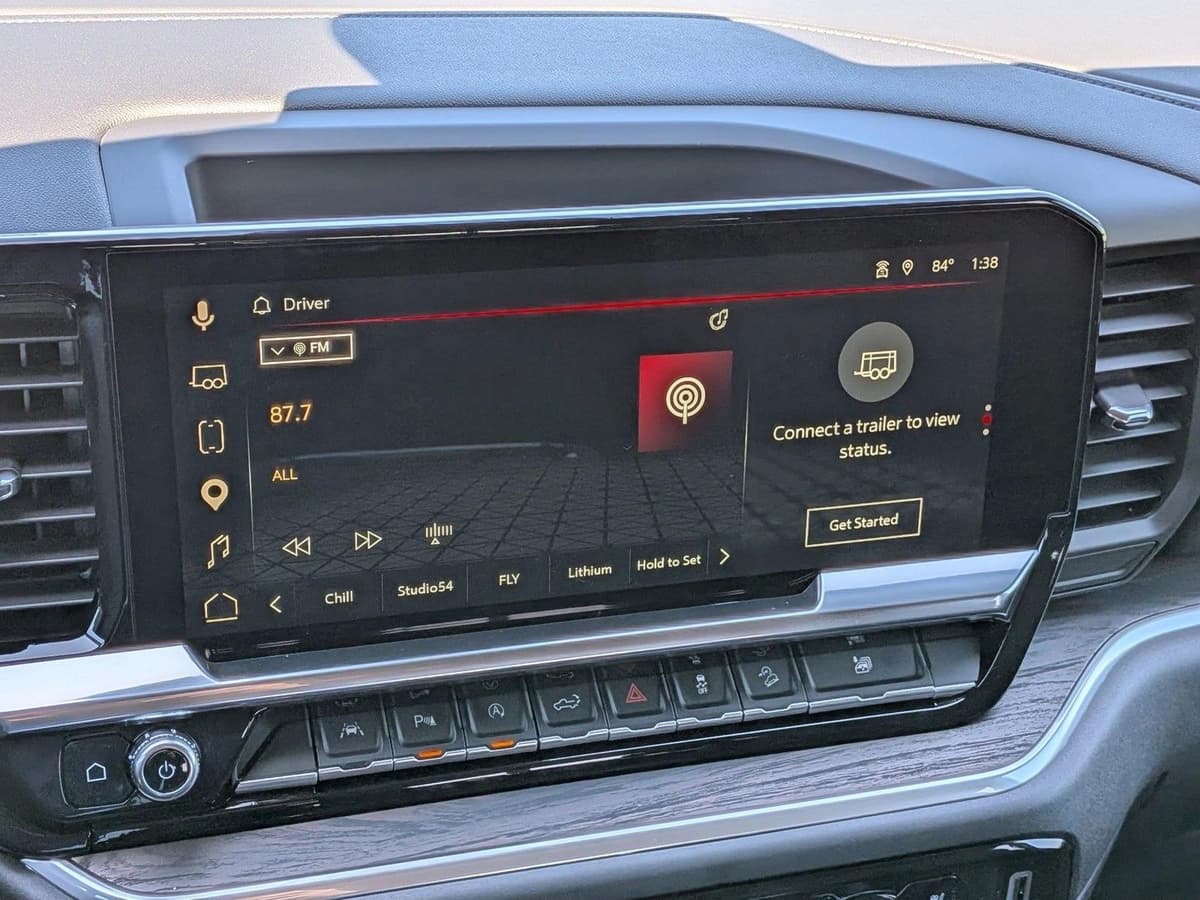 84° 1:38
Driver
FM
87.7
ALL
Connect a trailer to view
status.
Get Started
Chill Studio54 FLY Lithium Hold to Set
P
A
OFF